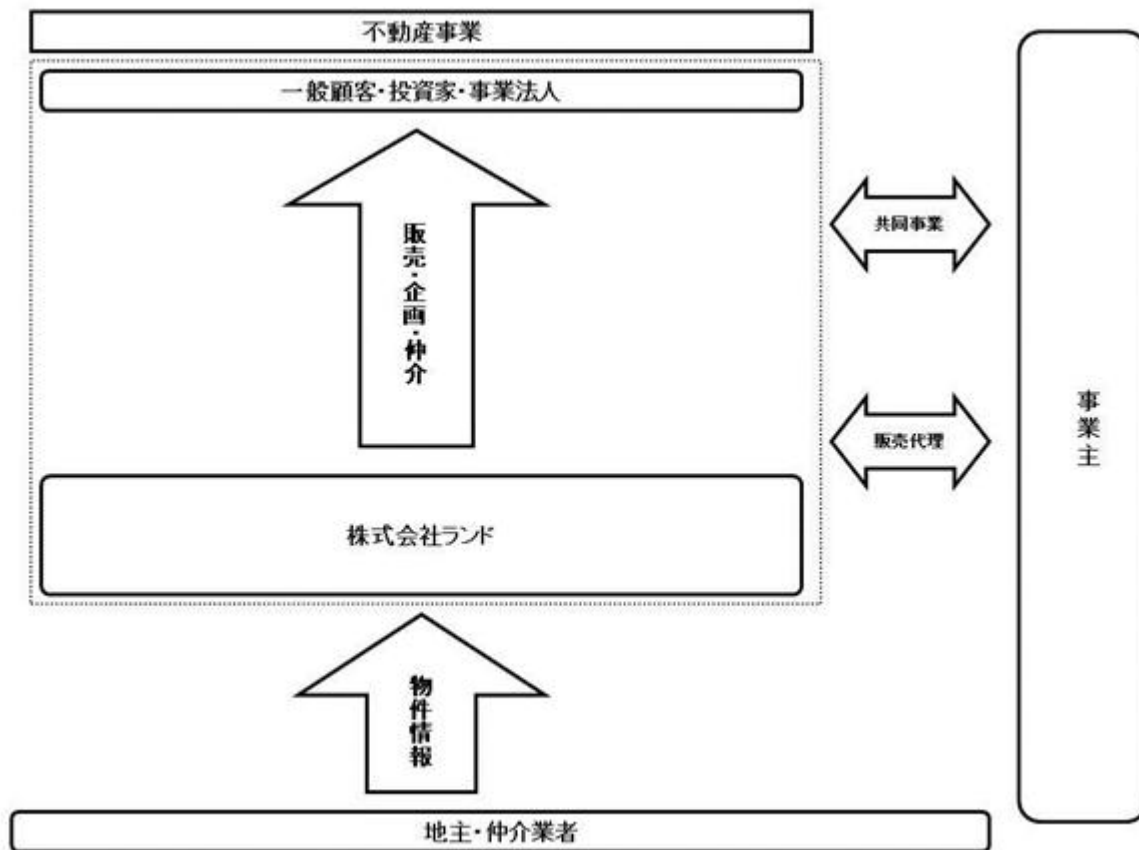 不動産事業
一般顧客・投資家・事業法人
販売・企画・仲介
共同事業
販売代理
事業主
株式会社ランド
物件情報
地主・仲介業者